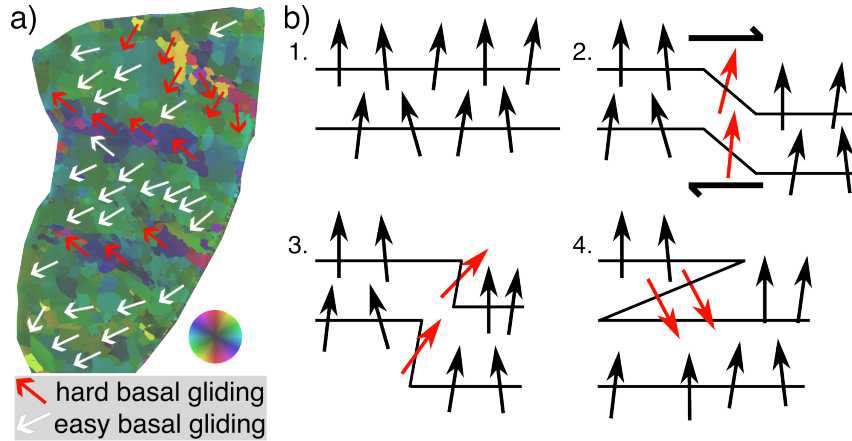 a)
b)
1.
2.
3.
4.
hard basal gliding
easy basal gliding